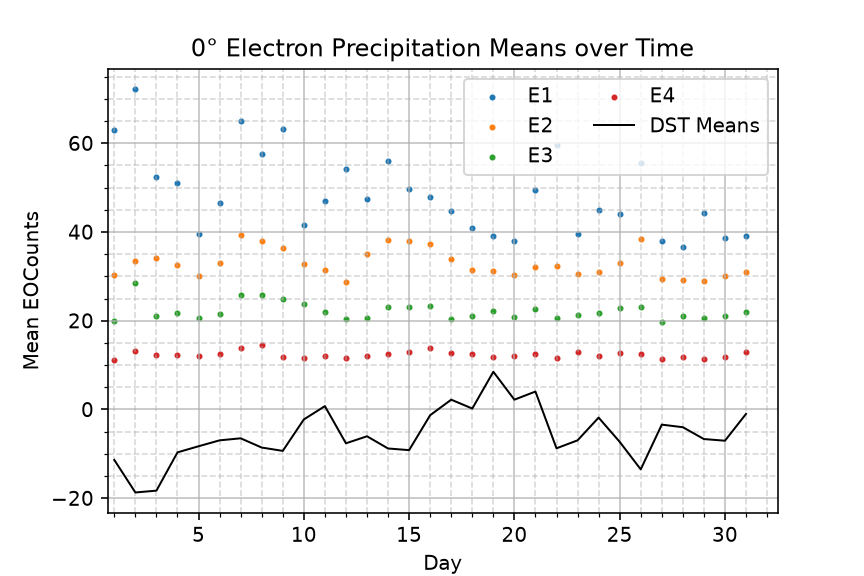 0° Electron Precipitation Means over Time
E1
E2
E3
E4
DST Means
Mean EOCounts
60
40
20
0
−20
5
10
15
20
25
30
Day